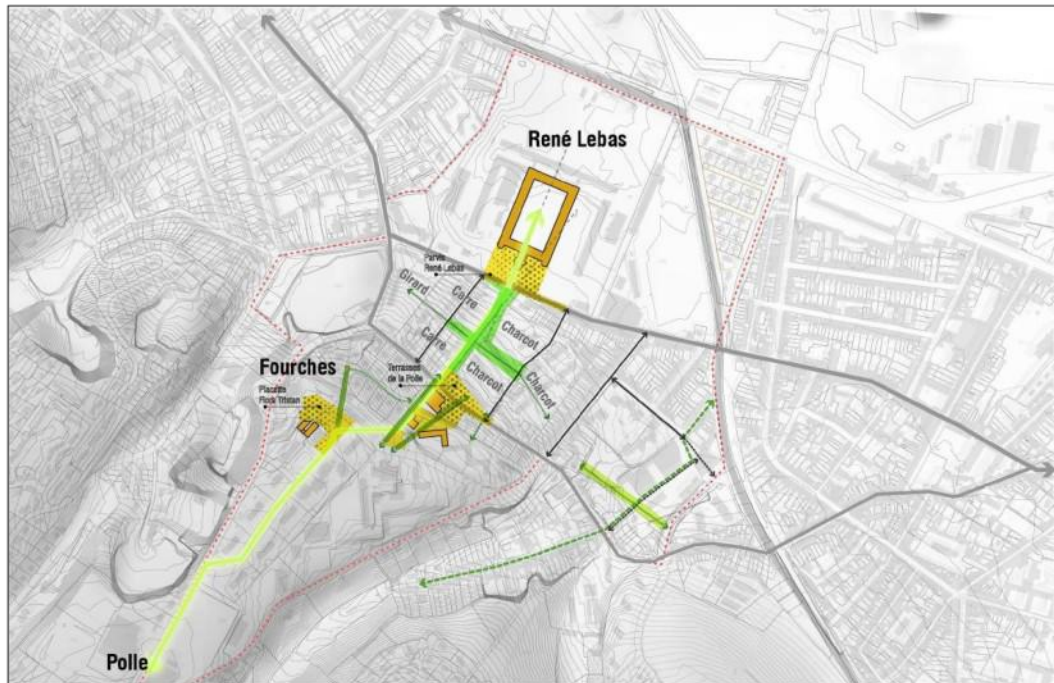 René Lebas
Parvis
René Lebas
Girard
Carré
Carré
Charcot
Charcot
Charcot
Fourches
Terrasses
de la Polle
Placette
Flora Tristan
Polle